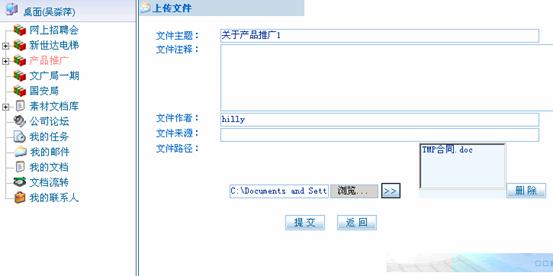 桌面(吴蒸萍)
网上招聘会
新世达电梯
产品推广
文广局一期
国安局
素材文档库
公司论坛
我的任务
我的邮件
我的文档
文档流转
我的联系人
上传文件
文件主题： 关于产品推广1
文件注释：
文件作者： hilly
文件来源：
文件路径：
TMP合同.doc
C:\Documents and Sett 浏览... >> 删 除
提 交 返 回